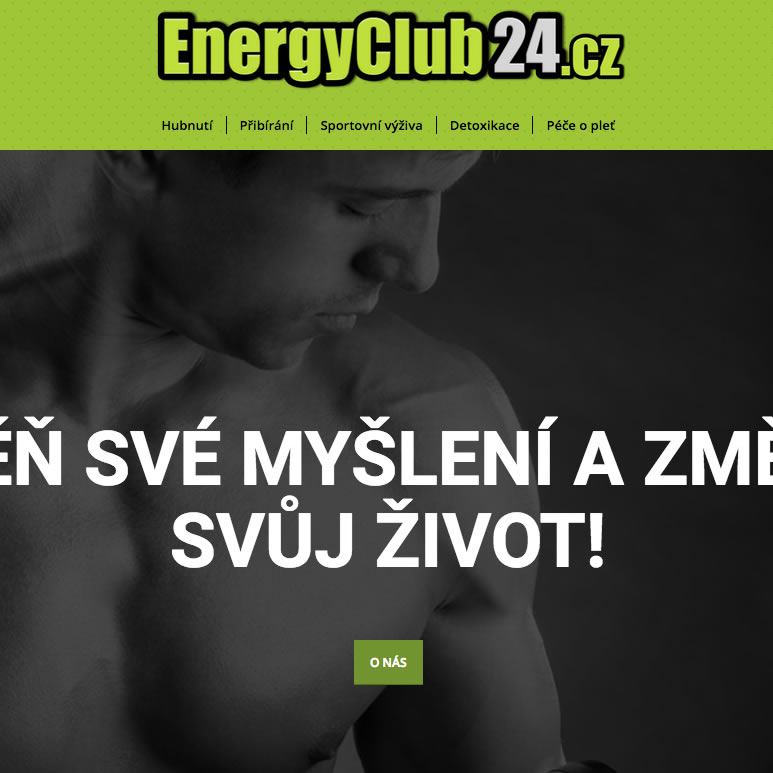 EnergyClub24.cz
Hubnutí Přibírání Sportovní výživa Detoxikace Péče o pleť
ĚŇ SVÉ MYŠLENÍ A ZMĚ
SVŮJ ŽIVOT!
O NÁS